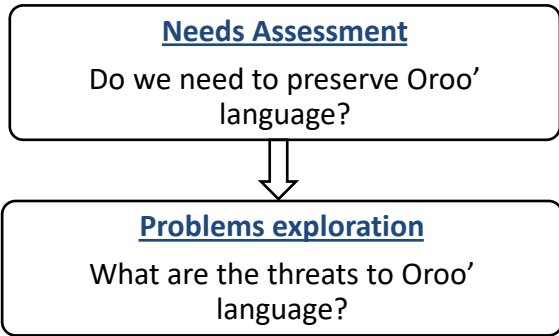 Needs Assessment
Do we need to preserve Oroo’
language?
Problems exploration
What are the threats to Oroo’
language?